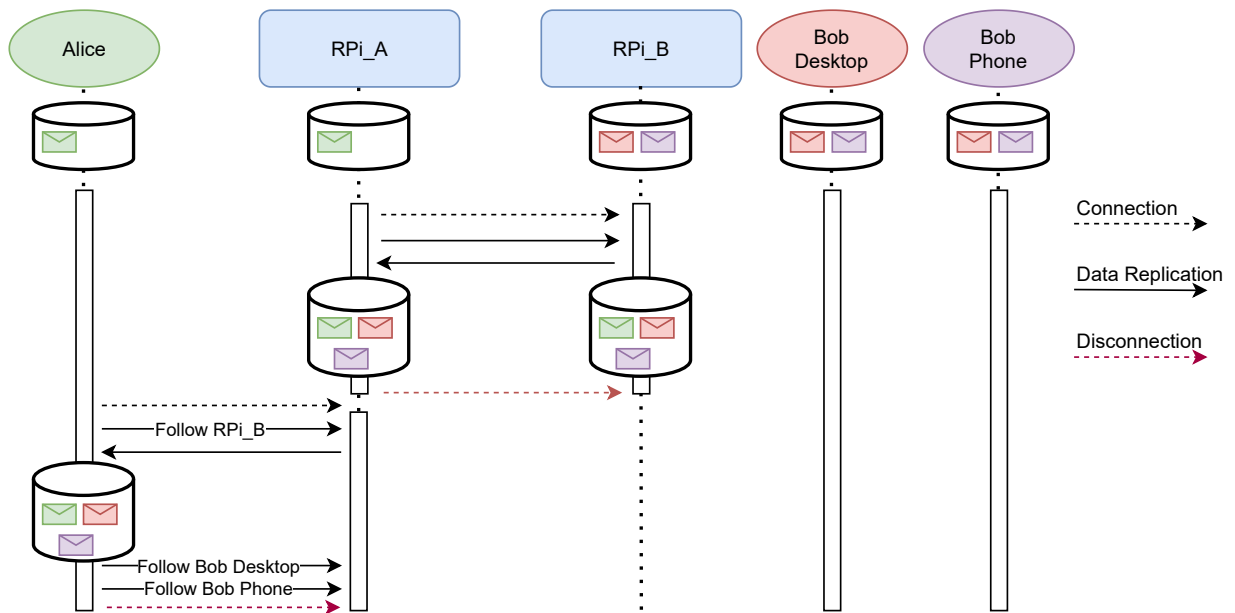 Alice
RPi_A
RPi_B
Bob
Desktop
Bob
Phone
Connection
Data Replication
Disconnection
Follow RPi_B
Follow Bob Desktop
Follow Bob Phone